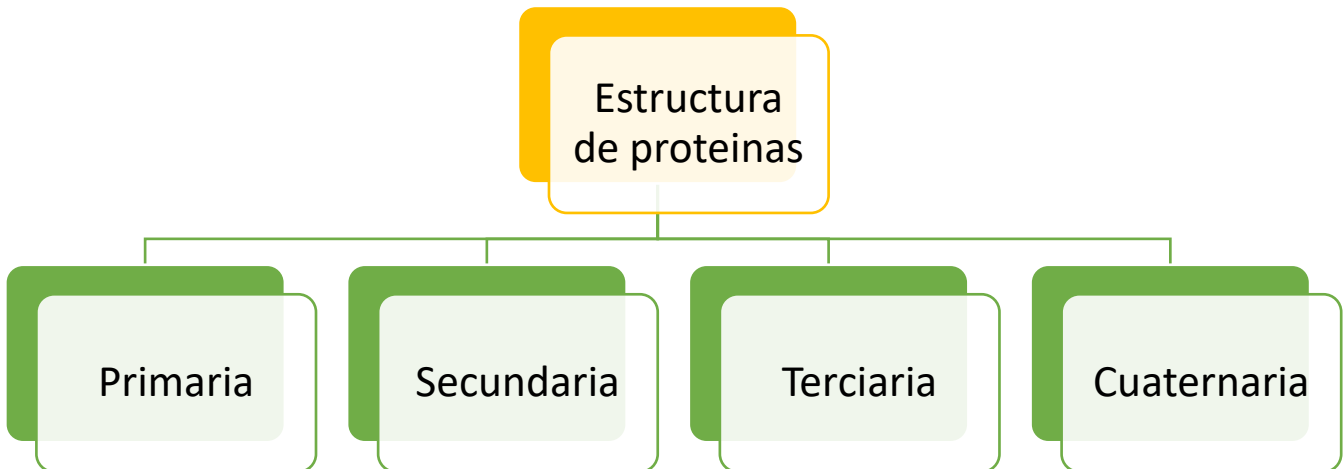 Estructura
de proteinas
Primaria
Secundaria
Terciaria
Cuaternaria